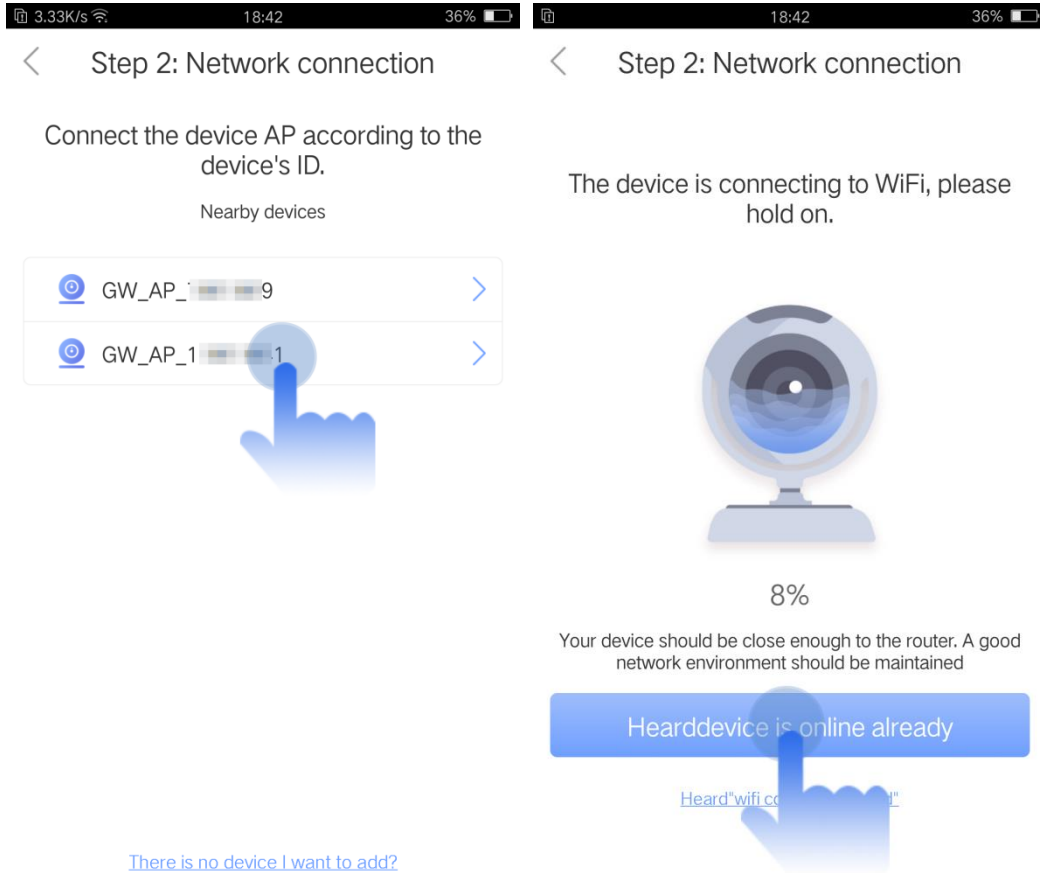 3.33K/s 18:42 36%
Step 2: Network connection
Connect the device AP according to the
device's ID.
Nearby devices
GW_AP_ 9
GW_AP_1 1
There is no device I want to add?
18:42 36%
Step 2: Network connection
The device is connecting to WiFi, please
hold on.
8%
Your device should be close enough to the router. A good
network environment should be maintained
Hearddevice is online already
Heard"wifi